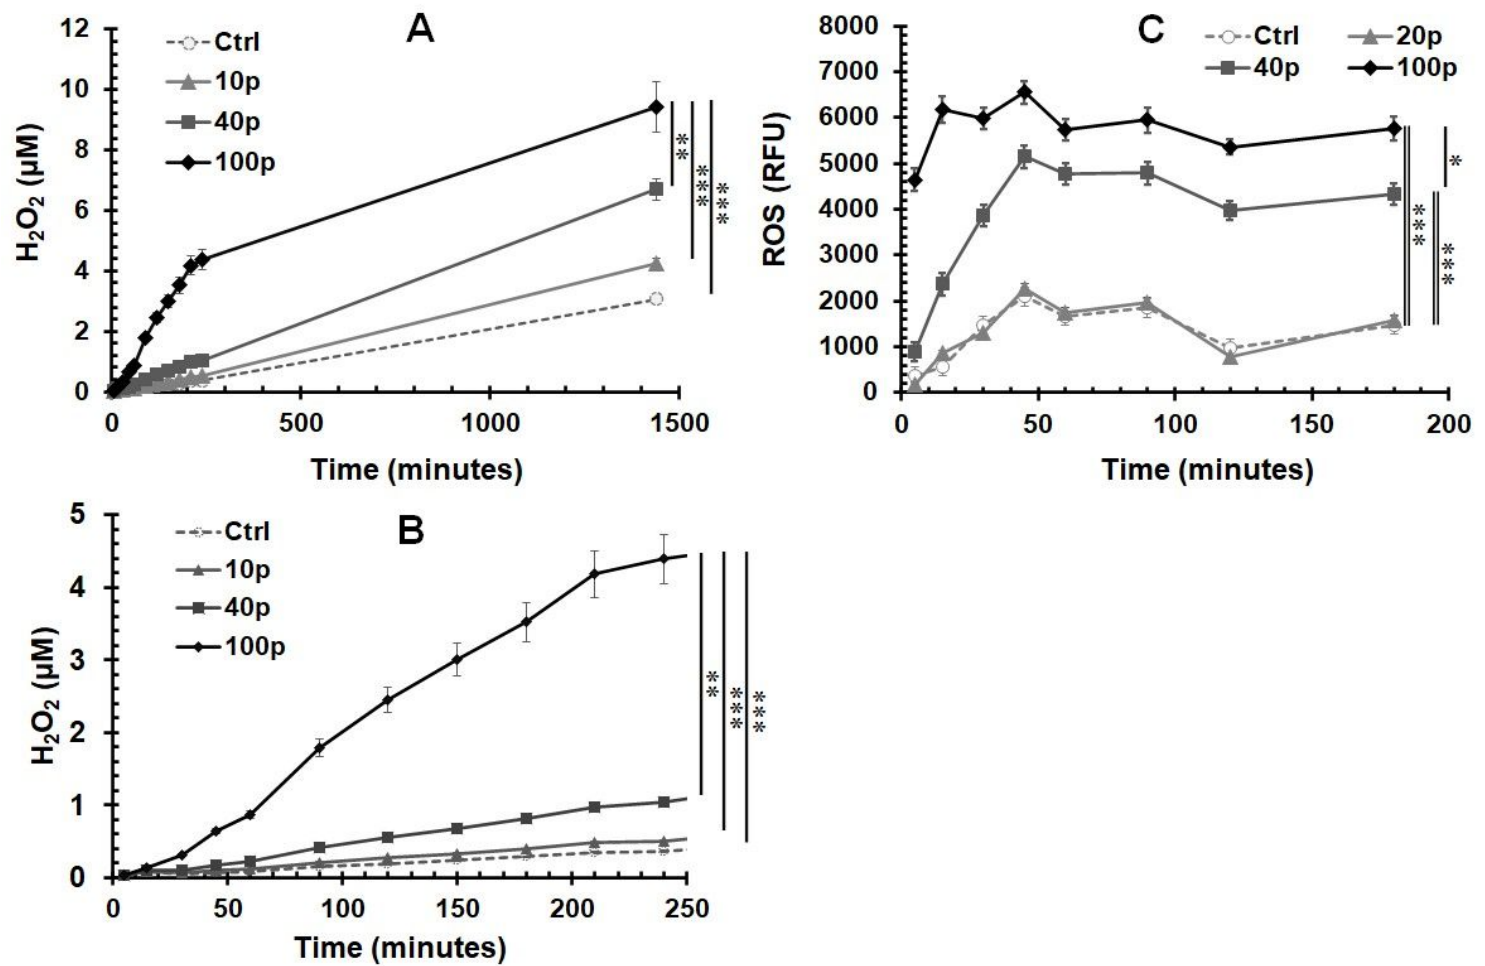 A
12
10
8
6
4
2
0
H₂O₂ (µM)
Ctrl
10p
40p
100p
**
***
***
0 500 1000 1500
Time (minutes)
C
8000
7000
6000
5000
4000
3000
2000
1000
0
ROS (RFU)
Ctrl 20p
40p 100p
*
***
***
0 50 100 150 200
Time (minutes)
B
5
4
3
2
1
0
H₂O₂ (µM)
Ctrl
10p
40p
100p
**
***
***
0 50 100 150 200 250
Time (minutes)